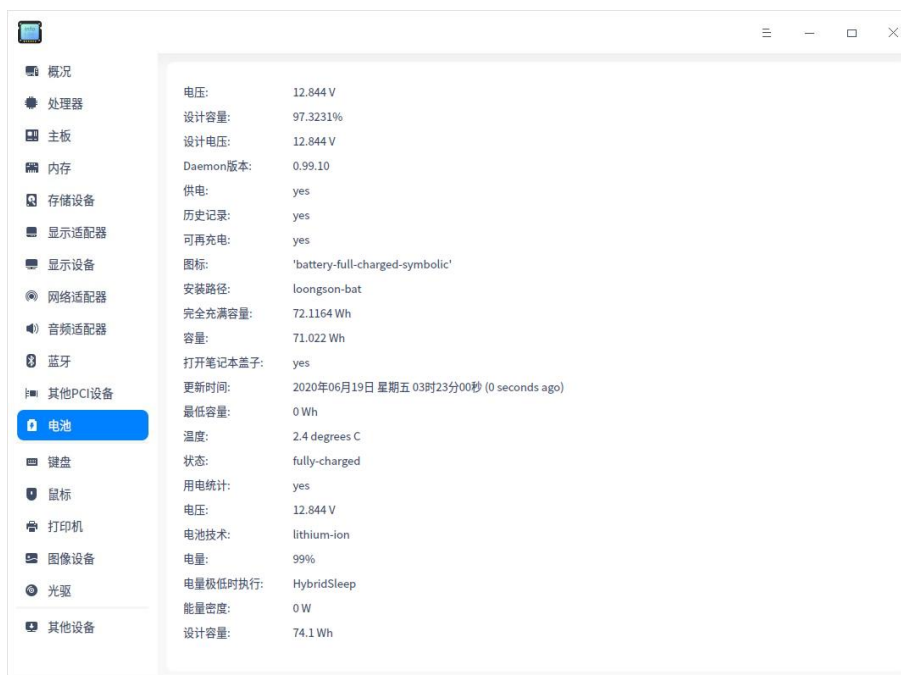 概况
处理器
主板
内存
存储设备
显示适配器
显示设备
网络适配器
音频适配器
蓝牙
其他PCI设备
电池
键盘
鼠标
打印机
图像设备
光驱
其他设备
电压: 12.844 V
设计容量: 97.3231%
设计电压: 12.844 V
Daemon版本: 0.99.10
供电: yes
历史记录: yes
可再充电: yes
图标: 'battery-full-charged-symbolic'
安装路径: loongson-bat
完全充满容量: 72.1164 Wh
容量: 71.022 Wh
打开笔记本盖子: yes
更新时间: 2020年06月19日 星期五 03时23分00秒 (0 seconds ago)
最低容量: 0 Wh
温度: 2.4 degrees C
状态: fully-charged
用电统计: yes
电压: 12.844 V
电池技术: lithium-ion
电量: 99%
电量极低时执行: HybridSleep
能量密度: 0 W
设计容量: 74.1 Wh